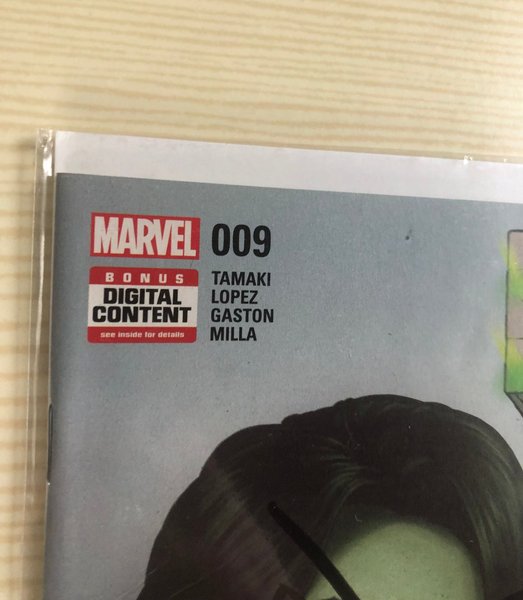 MARVEL 009
BONUS
DIGITAL
CONTENT
see inside for details
TAMAKI
LOPEZ
GASTON
MILLA